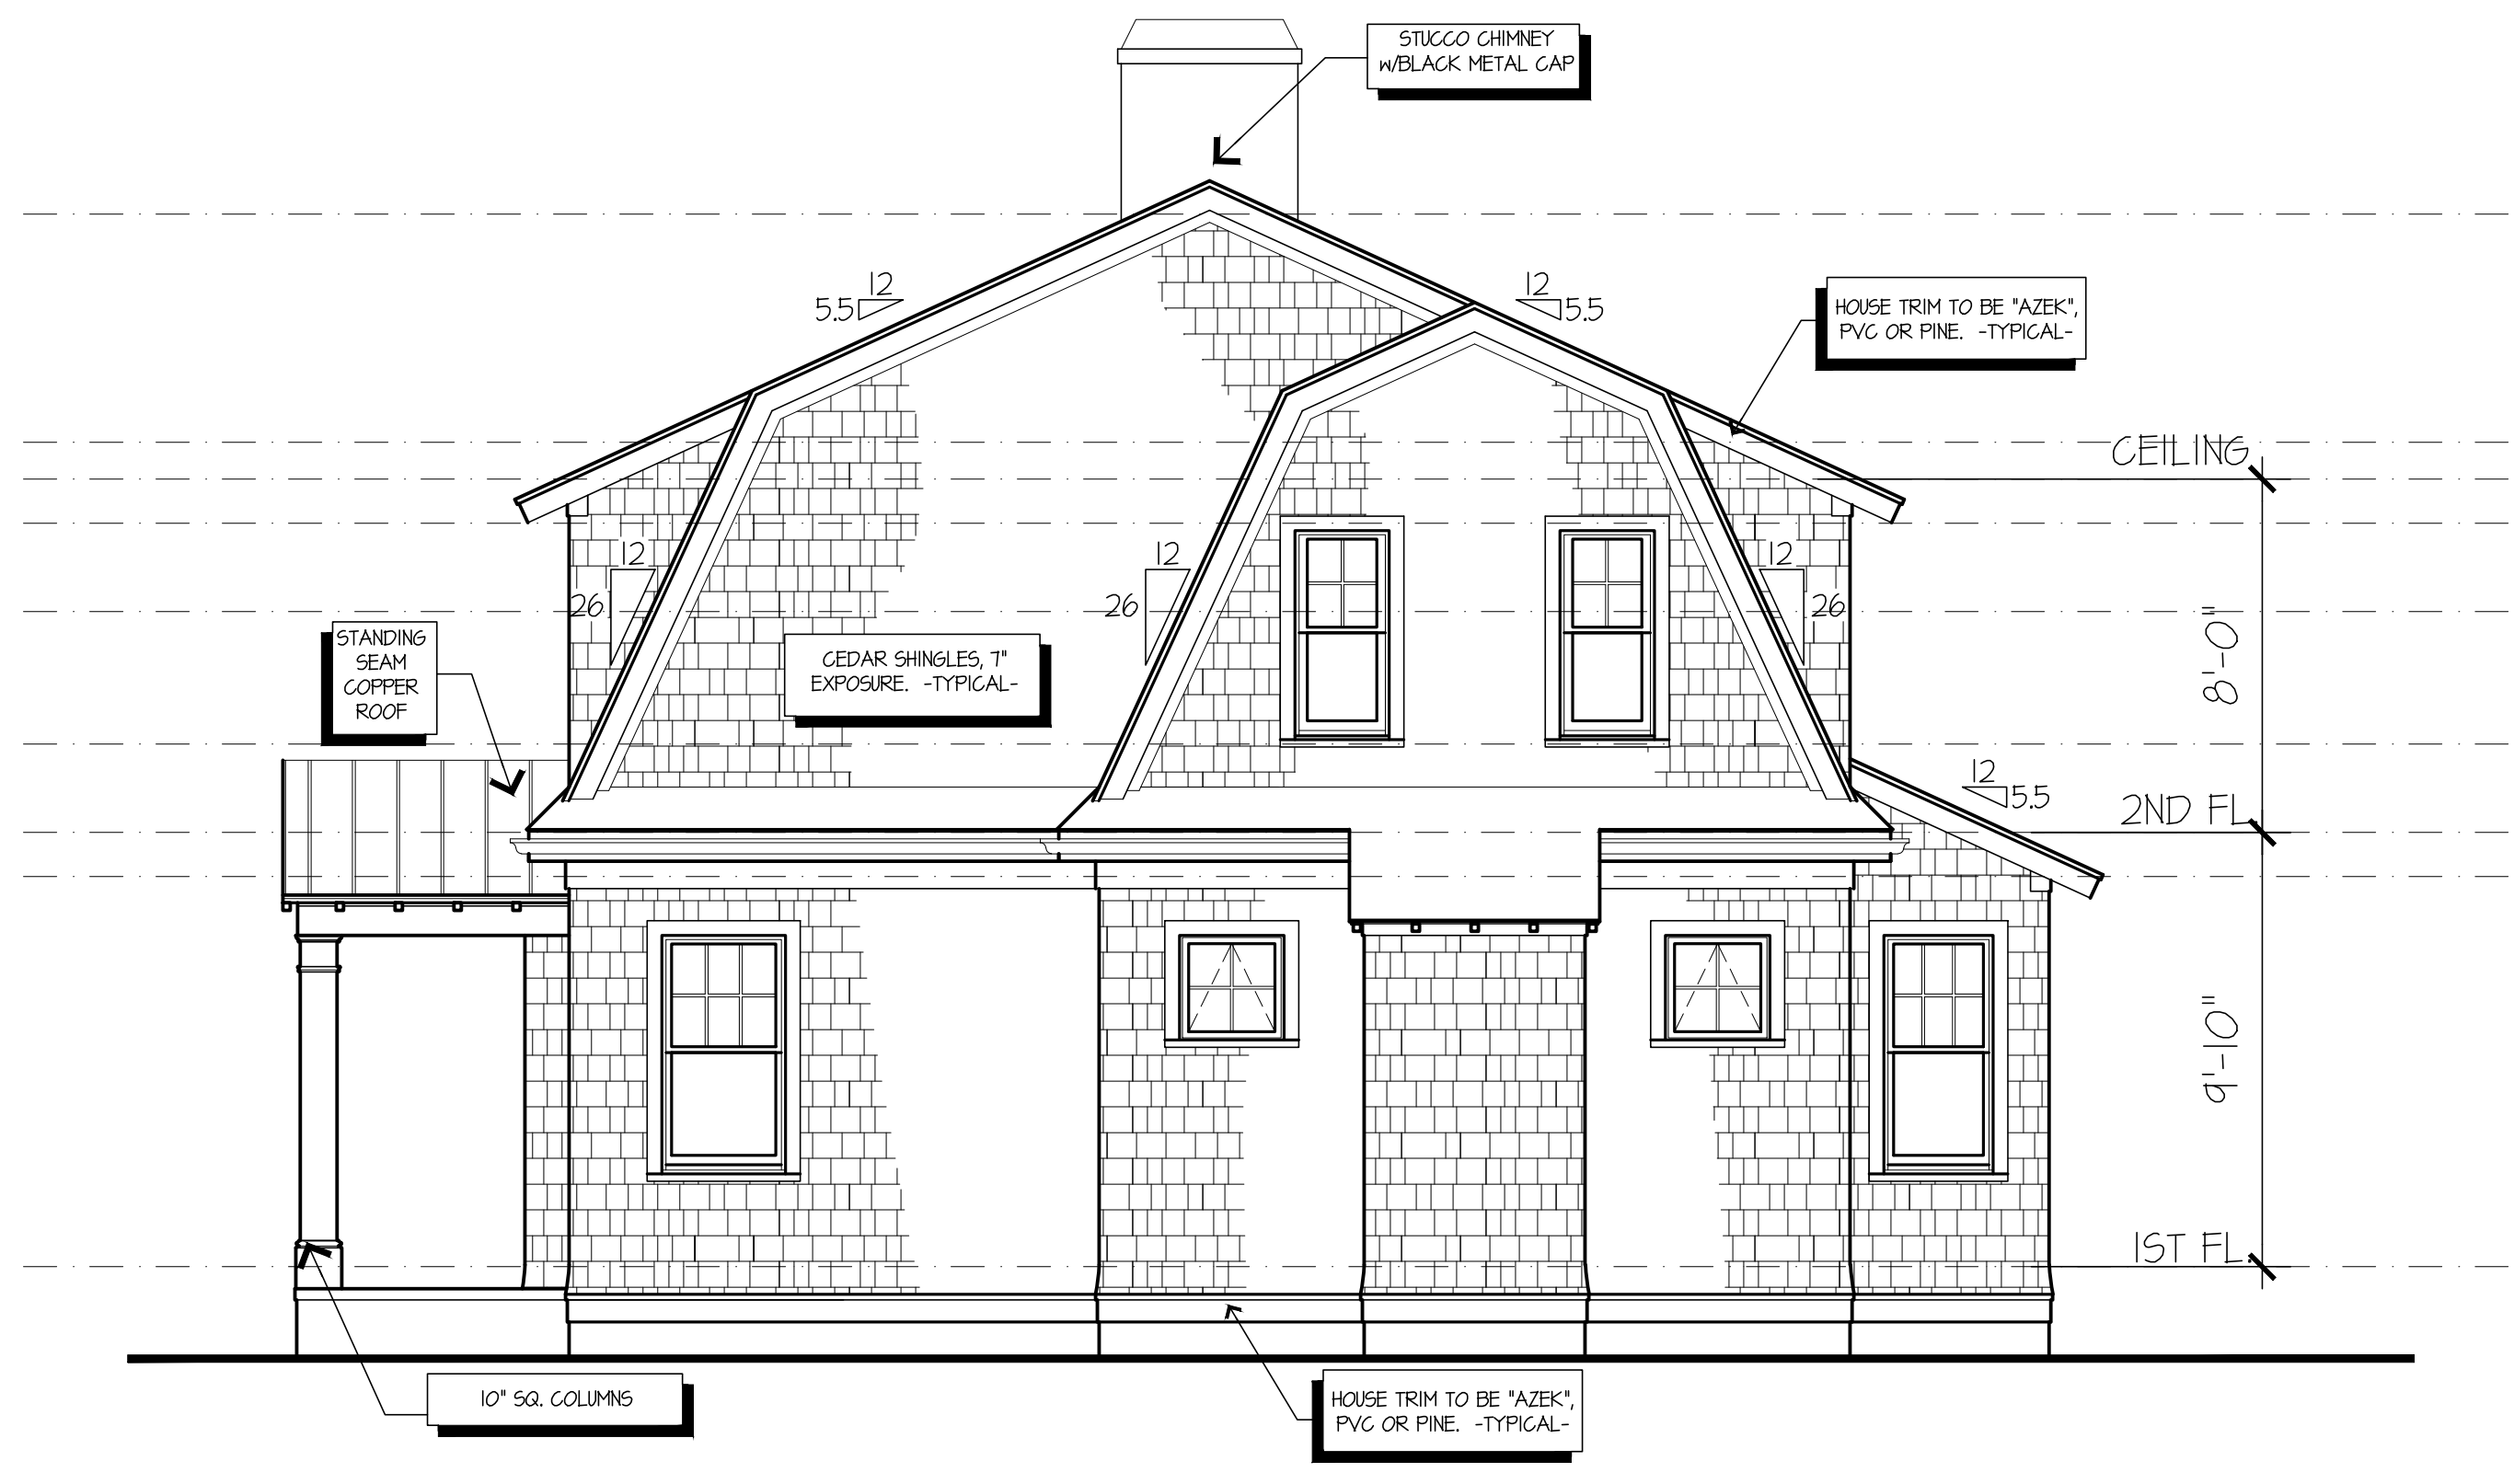 STUCCO CHIMNEY
w/BLACK METAL CAP
12
5.5
12
5.5
HOUSE TRIM TO BE "AZEK",
PVC OR PINE. -TYPICAL-
CEILING
12
26
12
26
12
26
8'-0"
STANDING
SEAM
COPPER
ROOF
CEDAR SHINGLES, 7"
EXPOSURE. -TYPICAL-
12
5.5
2ND FL.
9'-10"
1ST FL.
10" SQ. COLUMNS
HOUSE TRIM TO BE "AZEK",
PVC OR PINE. -TYPICAL-